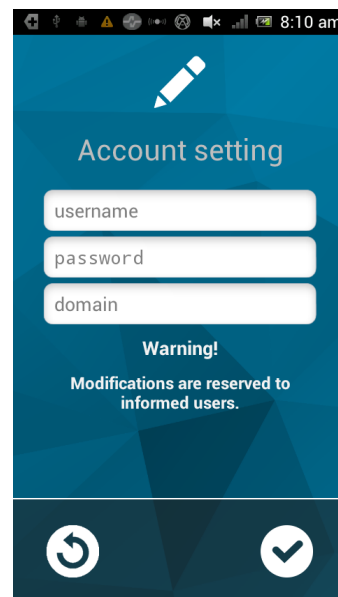 8:10 am
Account setting
username
password
domain
Warning!
Modifications are reserved to
informed users.